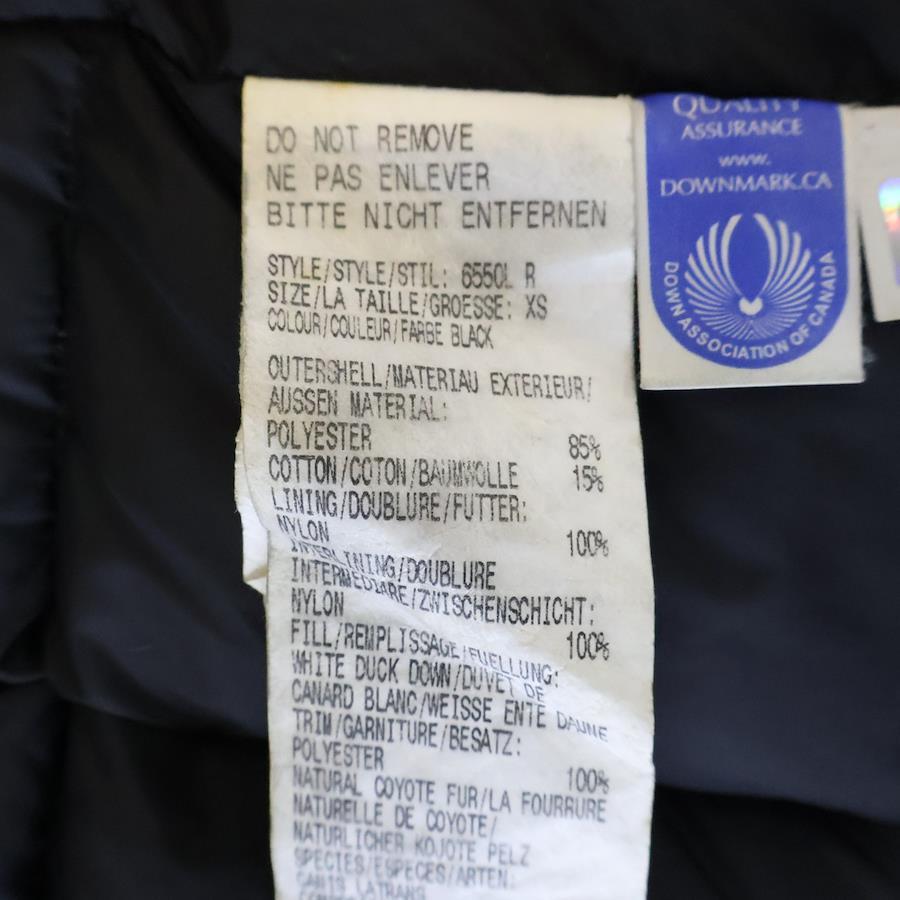 DO NOT REMOVE
NE PAS ENLEVER
BITTE NICHT ENTFERNEN
STYLE/STYLE/STIL: 6550L R
SIZE/LA TAILLE/GROESSE: XS
COLOUR/COULEUR/FARBE BLACK
OUTERSHELL/MATERIAU EXTERIEUR/
AUSSEN MATERIAL:
POLYESTER 85%
COTTON/COTON/BAUMWOLLE 15%
LINING/DOUBLURE/FUTTER:
NYLON 100%
INTERLINING/DOUBLURE
INTERMEDIARE/ZWISCHENSCHICHT:
NYLON 100%
FILL/REMPLISSAGE/FUELLUNG:
WHITE DUCK DOWN/DUVET DE
CANARD BLANC/WEISSE ENTE DAUNE
TRIM/GARNITURE/BESATZ:
POLYESTER 100%
NATURAL COYOTE FUR/LA FOURRURE
NATURELLE DE COYOTE/
NATURLICHER KOJOTE PELZ
SPECIES/ESPECES/ARTEN:
CANIS LATRANS
QUALITY
ASSURANCE
www.
DOWNMARK.CA
DOWN ASSOCIATION OF CANADA